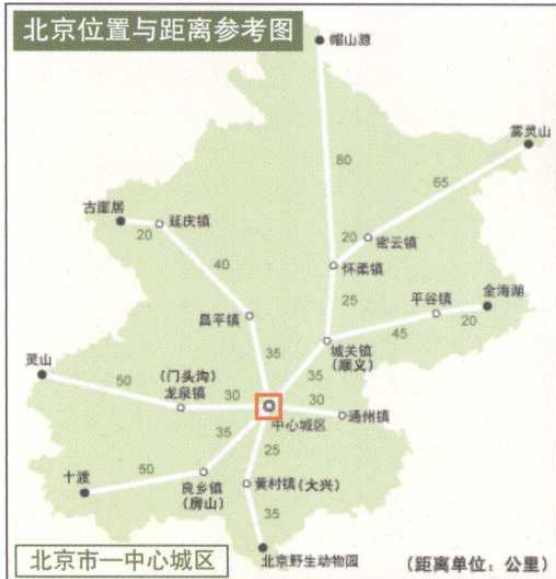 北京位置与距离参考图
帽山源
雾灵山
80
65
古崖居
20
延庆镇
20
密云镇
怀柔镇
40
25
平谷镇
金海湖
昌平镇
45
20
35
城关镇
(顺义)
灵山
50
(门头沟)
龙泉镇
30
35
30
通州镇
中心城区
35
25
十渡
50
良乡镇
(房山)
黄村镇(大兴)
35
北京野生动物园
北京市—中心城区
(距离单位: 公里)